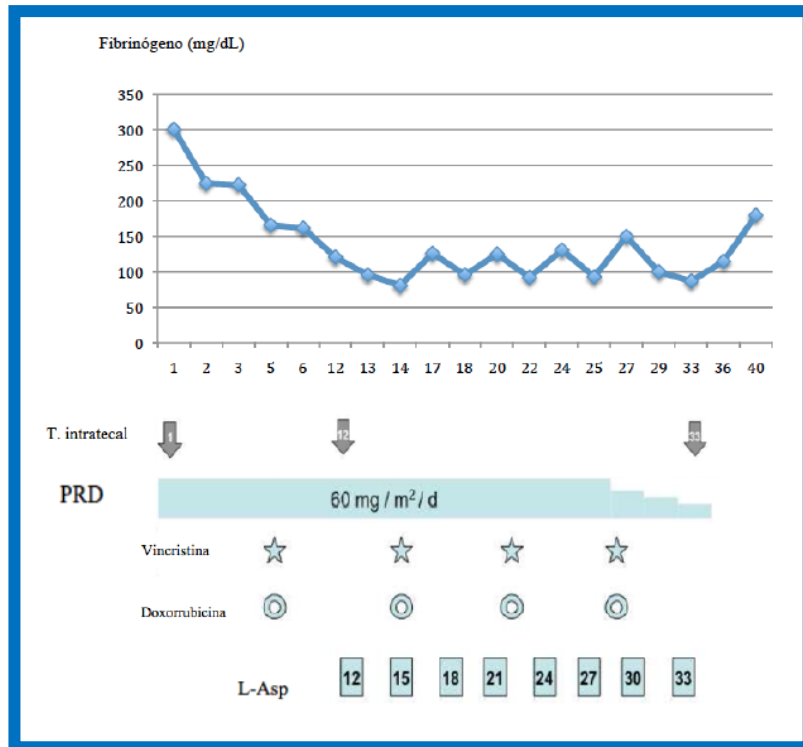 Fibrinógeno (mg/dL)
350
300
250
200
150
100
50
0
1 2 3 5 6 12 13 14 17 18 20 22 24 25 27 29 33 36 40
T. intratecal
1 12 33
PRD
60 mg / m²/ d
Vincristina
Doxorrubicina
L-Asp
12 15 18 21 24 27 30 33